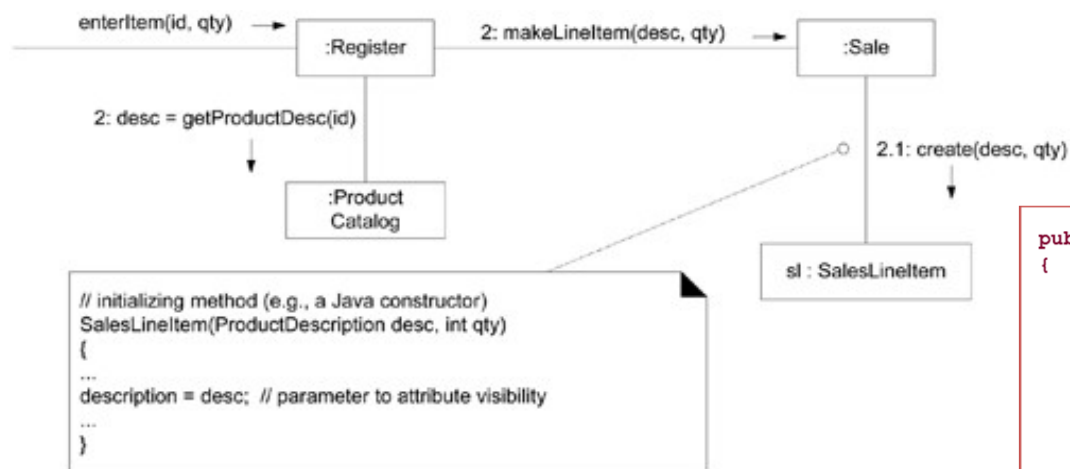 enterItem(id, qty)
:Register
2: makeLineItem(desc, qty)
:Sale
2: desc = getProductDesc(id)
2.1: create(desc, qty)
:Product
Catalog
sl : SalesLineItem
// initializing method (e.g., a Java constructor)
SalesLineItem(ProductDescription desc, int qty)
{
...
description = desc; // parameter to attribute visibility
...
}
pub
{